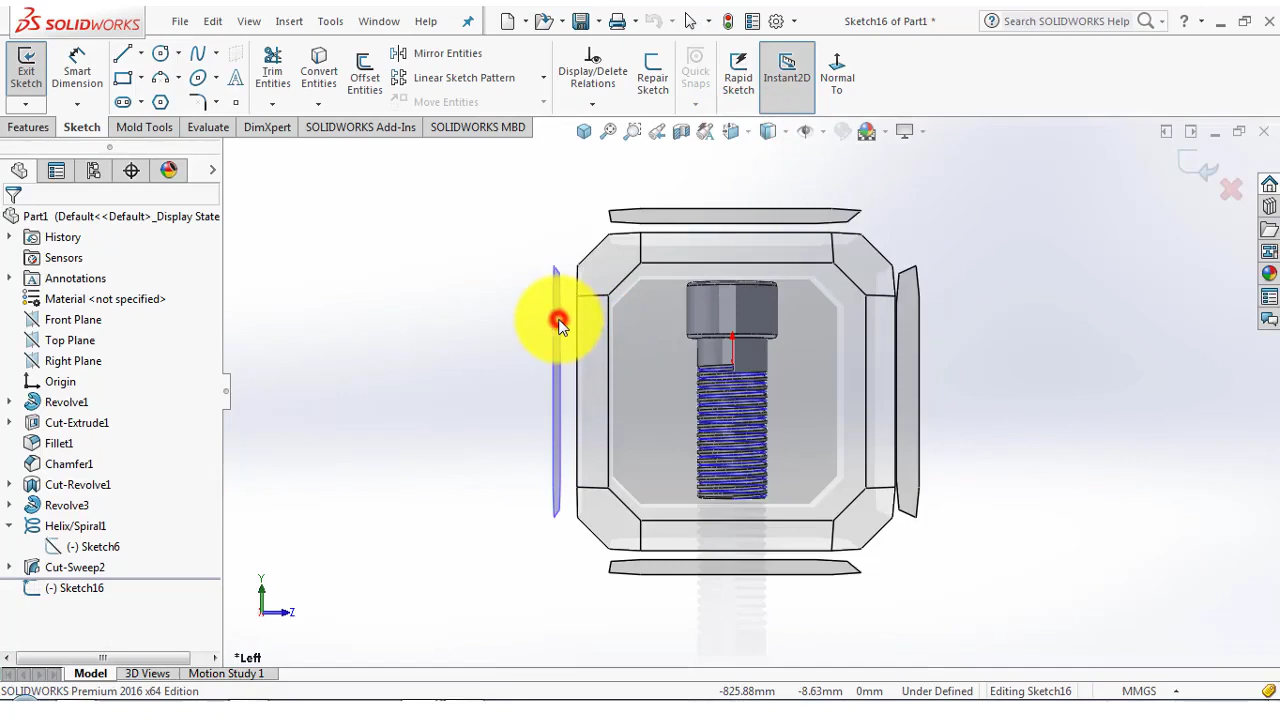 SOLIDWORKS
File Edit View Insert Tools Window Help
Sketch16 of Part1 *
Search SOLIDWORKS Help
?
Exit Sketch
Smart Dimension
Trim Entities
Convert Entities
Offset Entities
Mirror Entities
Linear Sketch Pattern
Move Entities
Display/Delete Relations
Repair Sketch
Quick Snaps
Rapid Sketch
Instant2D
Normal To
Features Sketch Mold Tools Evaluate DimXpert SOLIDWORKS Add-Ins SOLIDWORKS MBD
Part1 (Default<<Default>_Display State
History
Sensors
Annotations
Material <not specified>
Front Plane
Top Plane
Right Plane
Origin
Revolve1
Cut-Extrude1
Fillet1
Chamfer1
Cut-Revolve1
Revolve3
Helix/Spiral1
(-) Sketch6
Cut-Sweep2
(-) Sketch16
Y
Z
*Left
Model 3D Views Motion Study 1
SOLIDWORKS Premium 2016 x64 Edition
-825.88mm -8.63mm 0mm Under Defined Editing Sketch16 MMGS